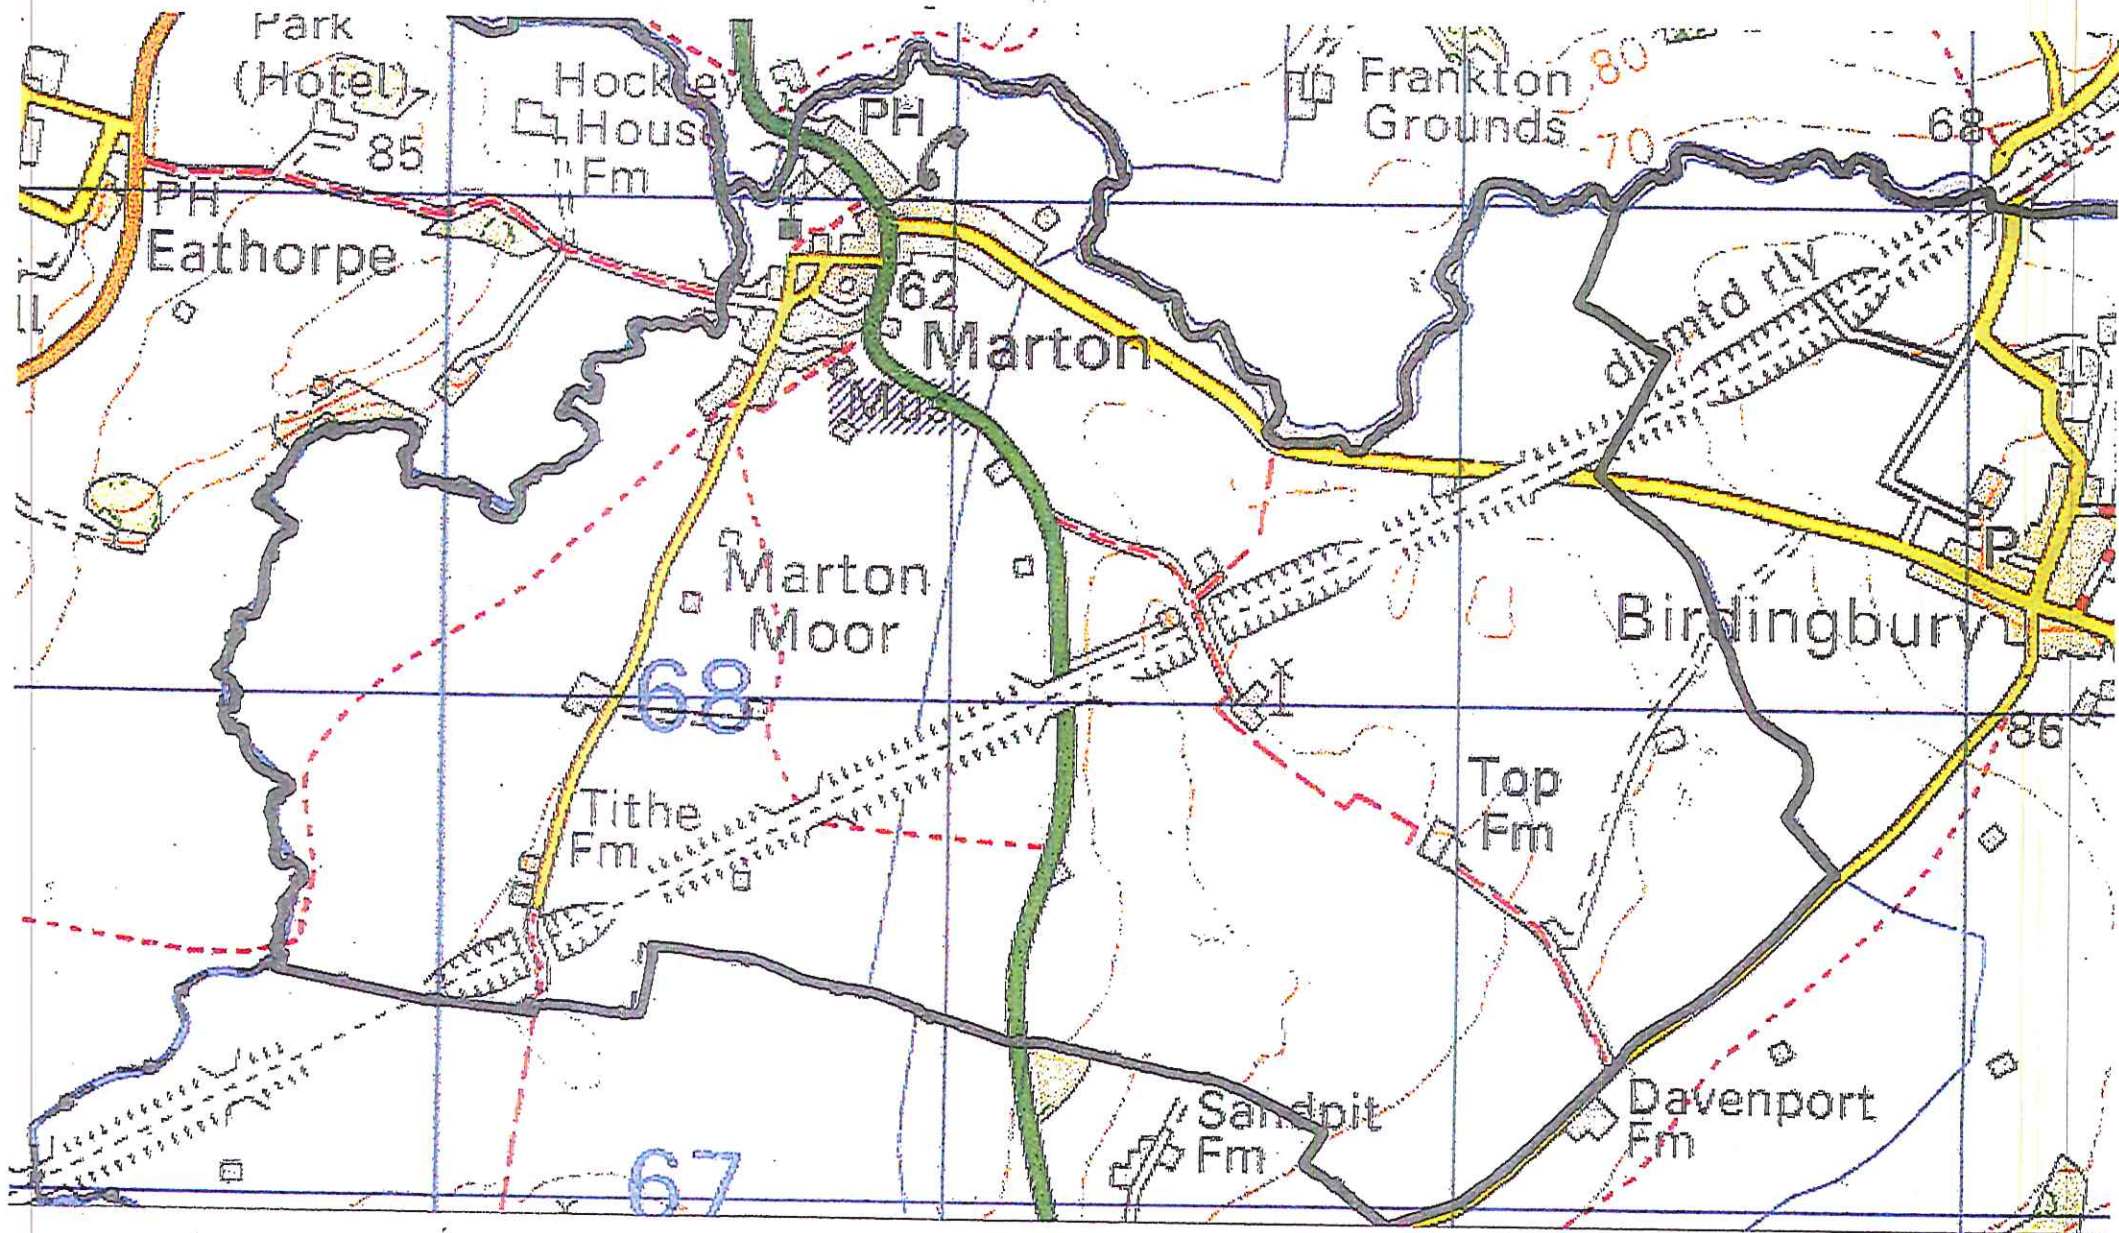 Park
(Hotel)
85
Hockley
House
Fm
PH
Frankton
Grounds
80
70
68
PH
Eathorpe
62
Marton
dismtd rly
Marton
Moor
68
P
Birdingbury
86
Tithe
Fm
Top
Fm
Sandpit
Fm
Davenport
Fm
67